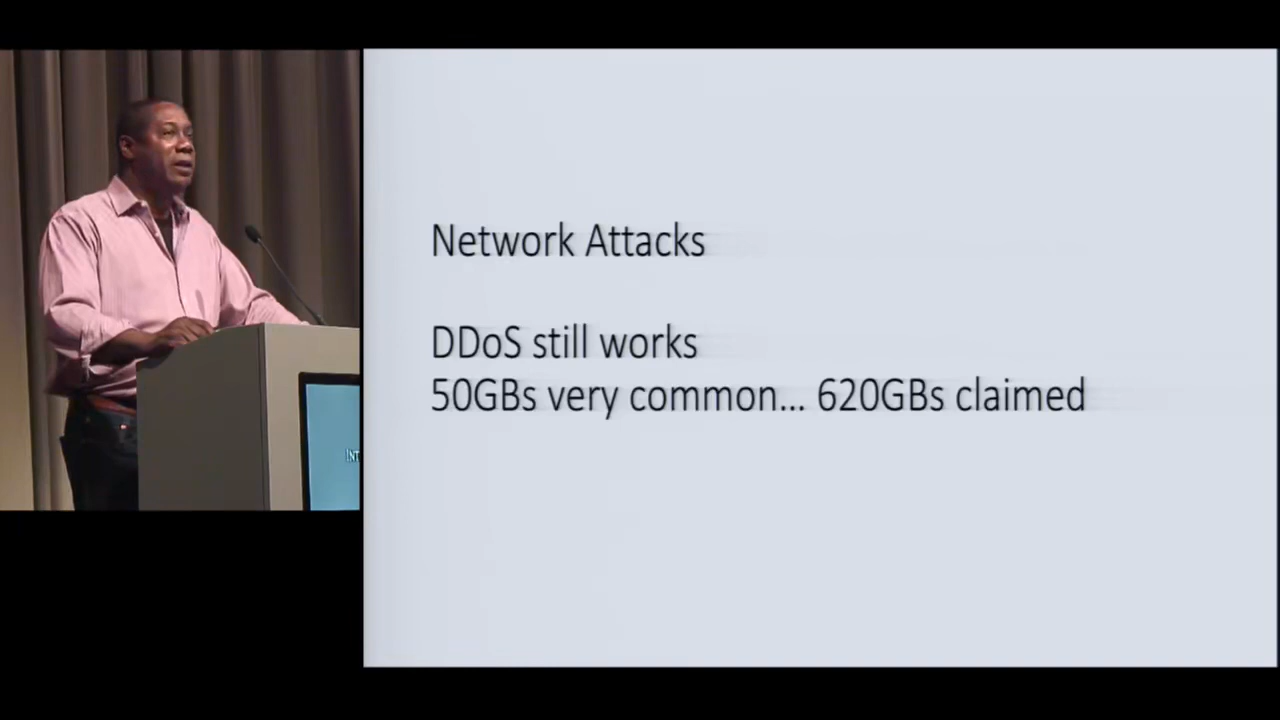 Network Attacks
DDoS still works
50GBs very common... 620GBs claimed